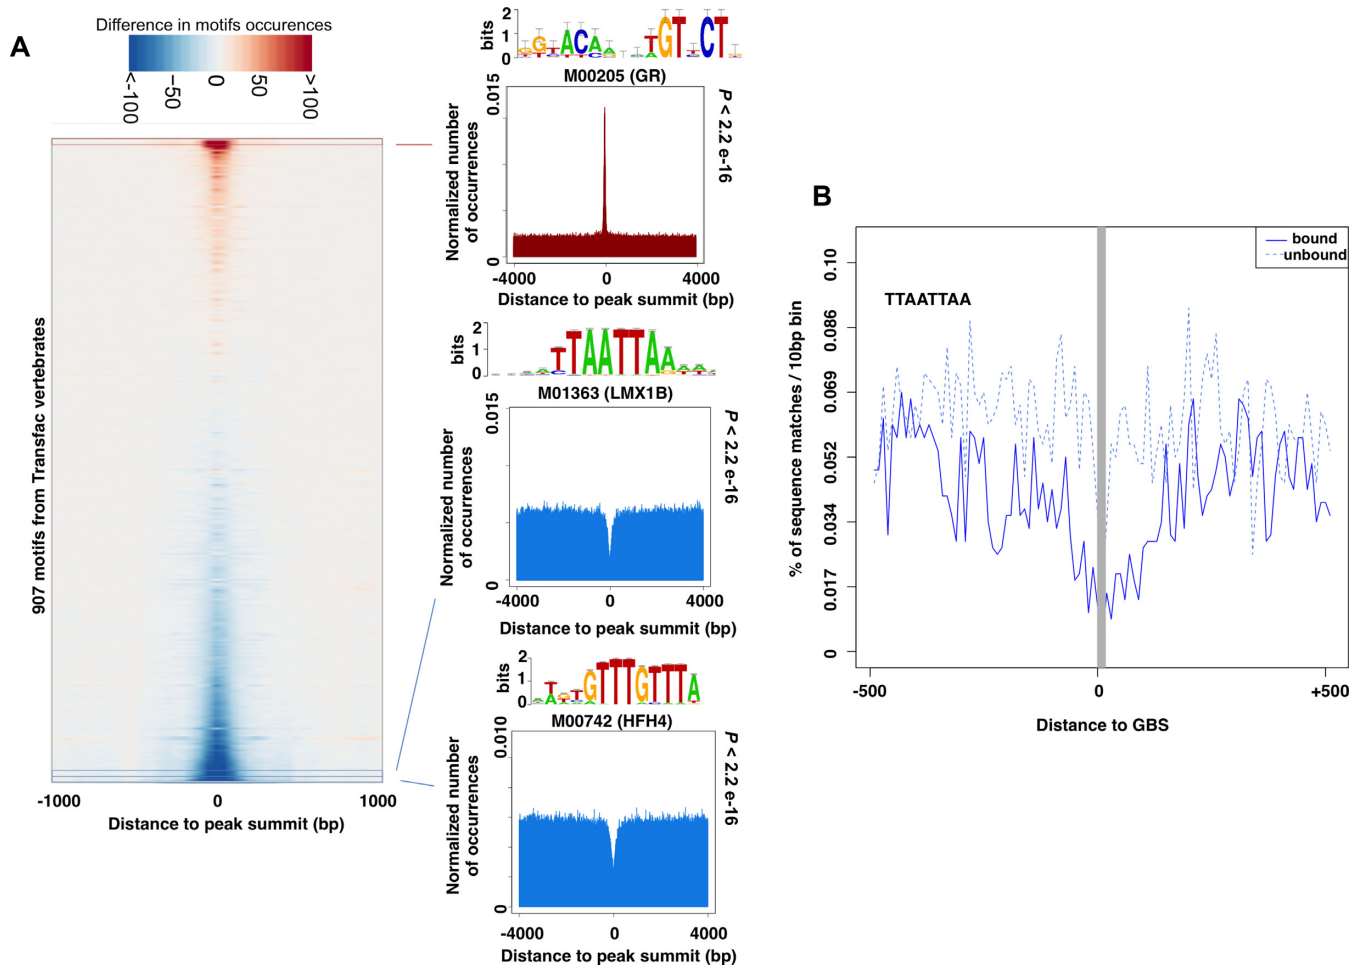 A
Difference in motifs occurences
<-100
-50
0
50
>100
907 motifs from Transfac vertebrates
-1000
0
1000
Distance to peak summit (bp)
bits
2
1
0
M00205 (GR)
Normalized number
of occurrences
0.015
0
P < 2.2 e-16
-4000
0
4000
Distance to peak summit (bp)
bits
2
1
0
TTAATTAA
M01363 (LMX1B)
Normalized number
of occurrences
0.015
0
P < 2.2 e-16
-4000
0
4000
Distance to peak summit (bp)
bits
2
1
0
GTTTGTTTA
M00742 (HFH4)
Normalized number
of occurrences
0.010
0
P < 2.2 e-16
-4000
0
4000
Distance to peak summit (bp)
B
bound
unbound
TTAATTAA
% of sequence matches / 10bp bin
0.10
0.086
0.069
0.052
0.034
0.017
0
-500
0
+500
Distance to GBS